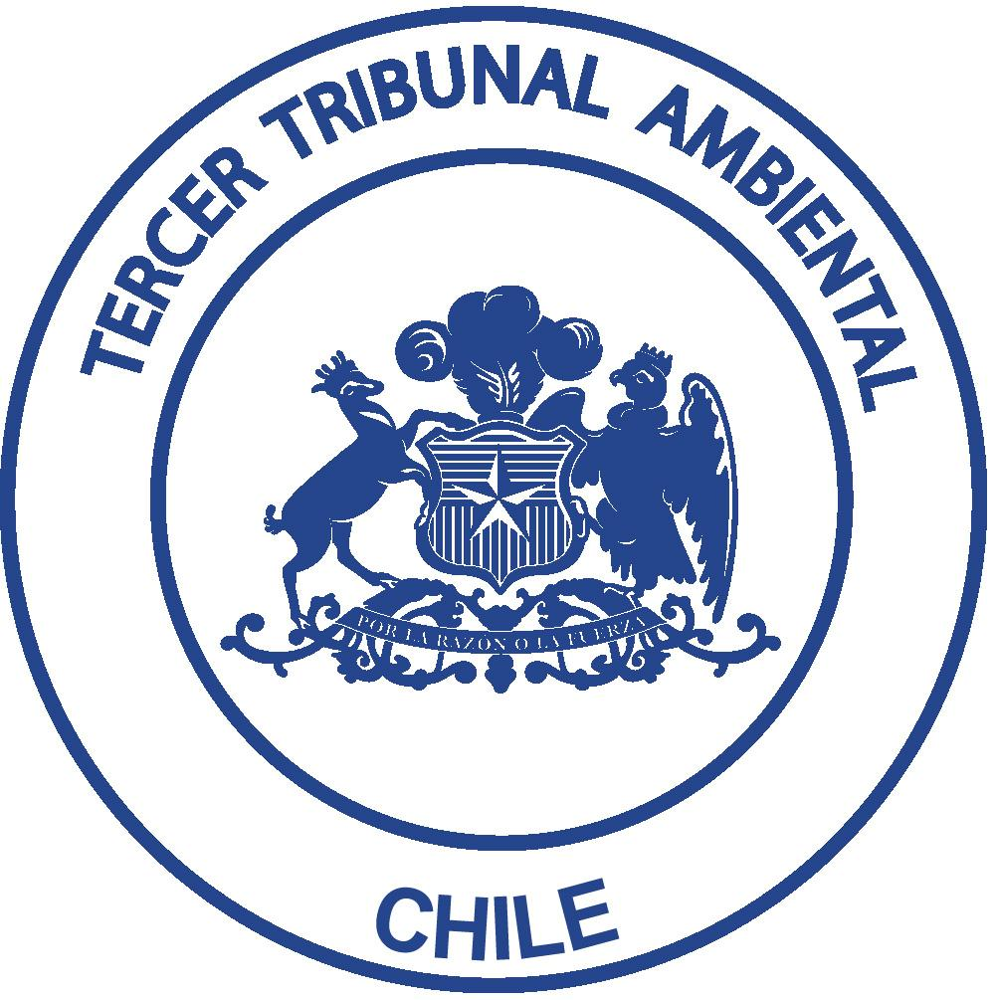 TERCER TRIBUNAL AMBIENTAL
POR LA RAZÓN O LA FUERZA
CHILE